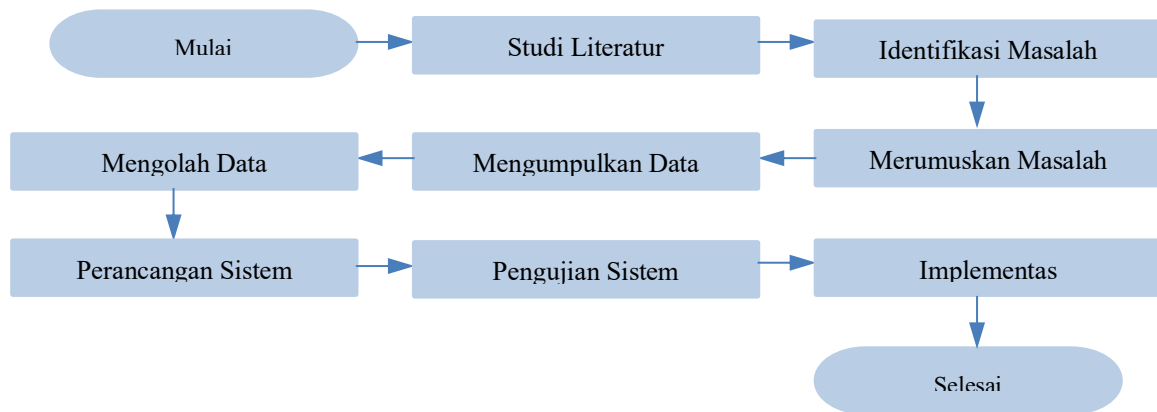 Mulai
Studi Literatur
Identifikasi Masalah
Merumuskan Masalah
Mengumpulkan Data
Mengolah Data
Perancangan Sistem
Pengujian Sistem
Implementas
Selesai